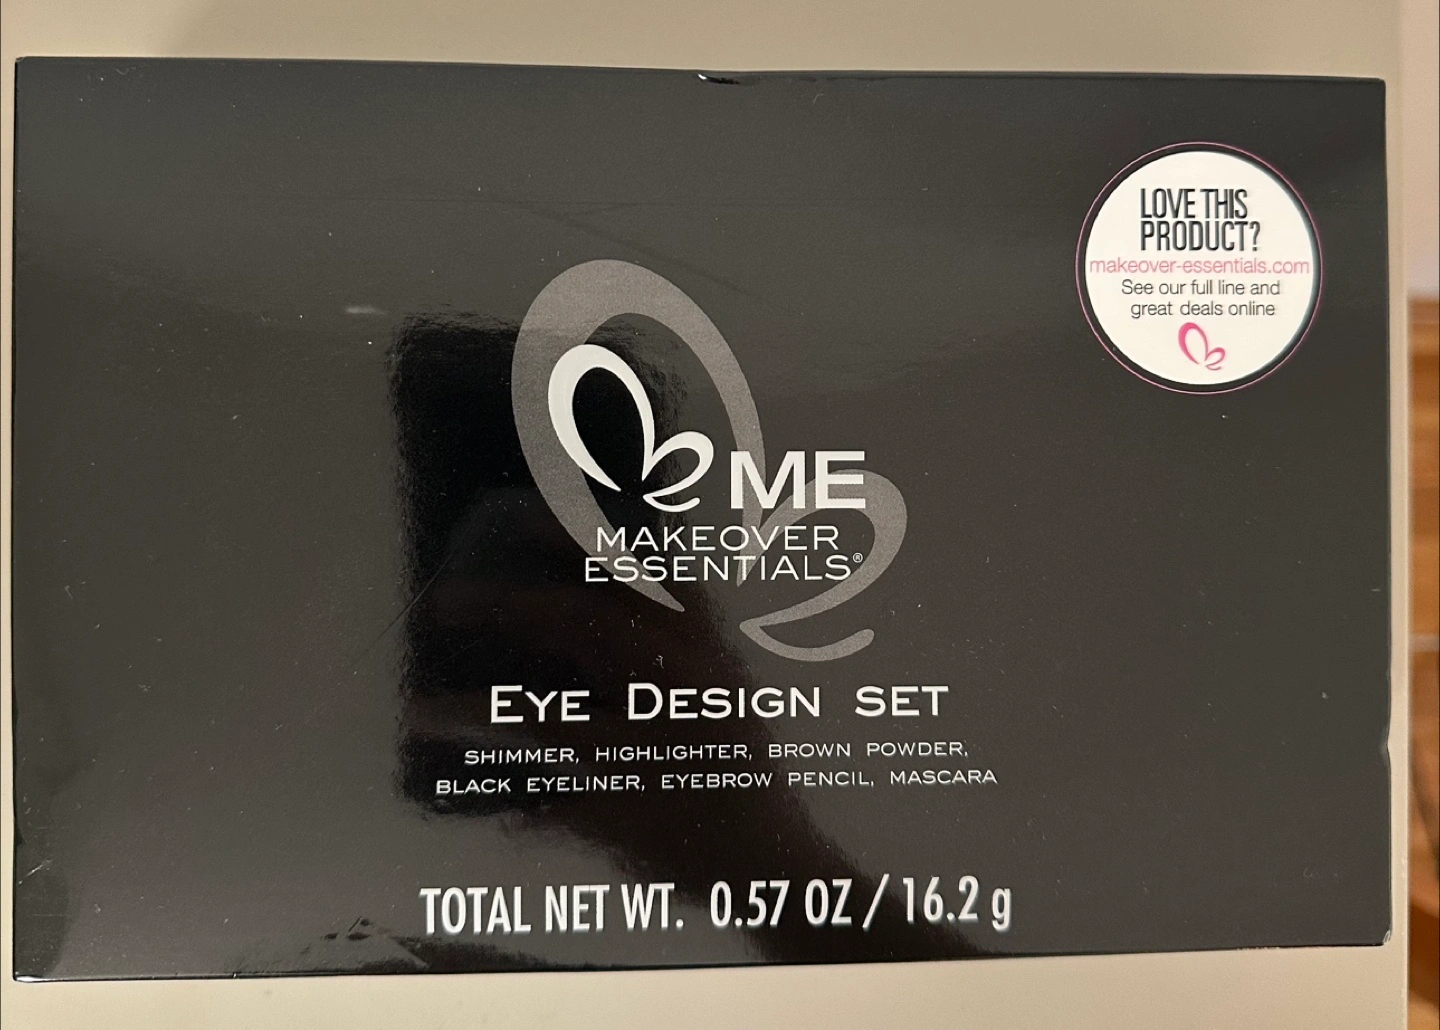 LOVE THIS
PRODUCT?
makeover-essentials.com
See our full line and
great deals online
ME
MAKEOVER
ESSENTIALS®
EYE DESIGN SET
SHIMMER, HIGHLIGHTER, BROWN POWDER,
BLACK EYELINER, EYEBROW PENCIL, MASCARA
TOTAL NET WT. 0.57 OZ / 16.2 g